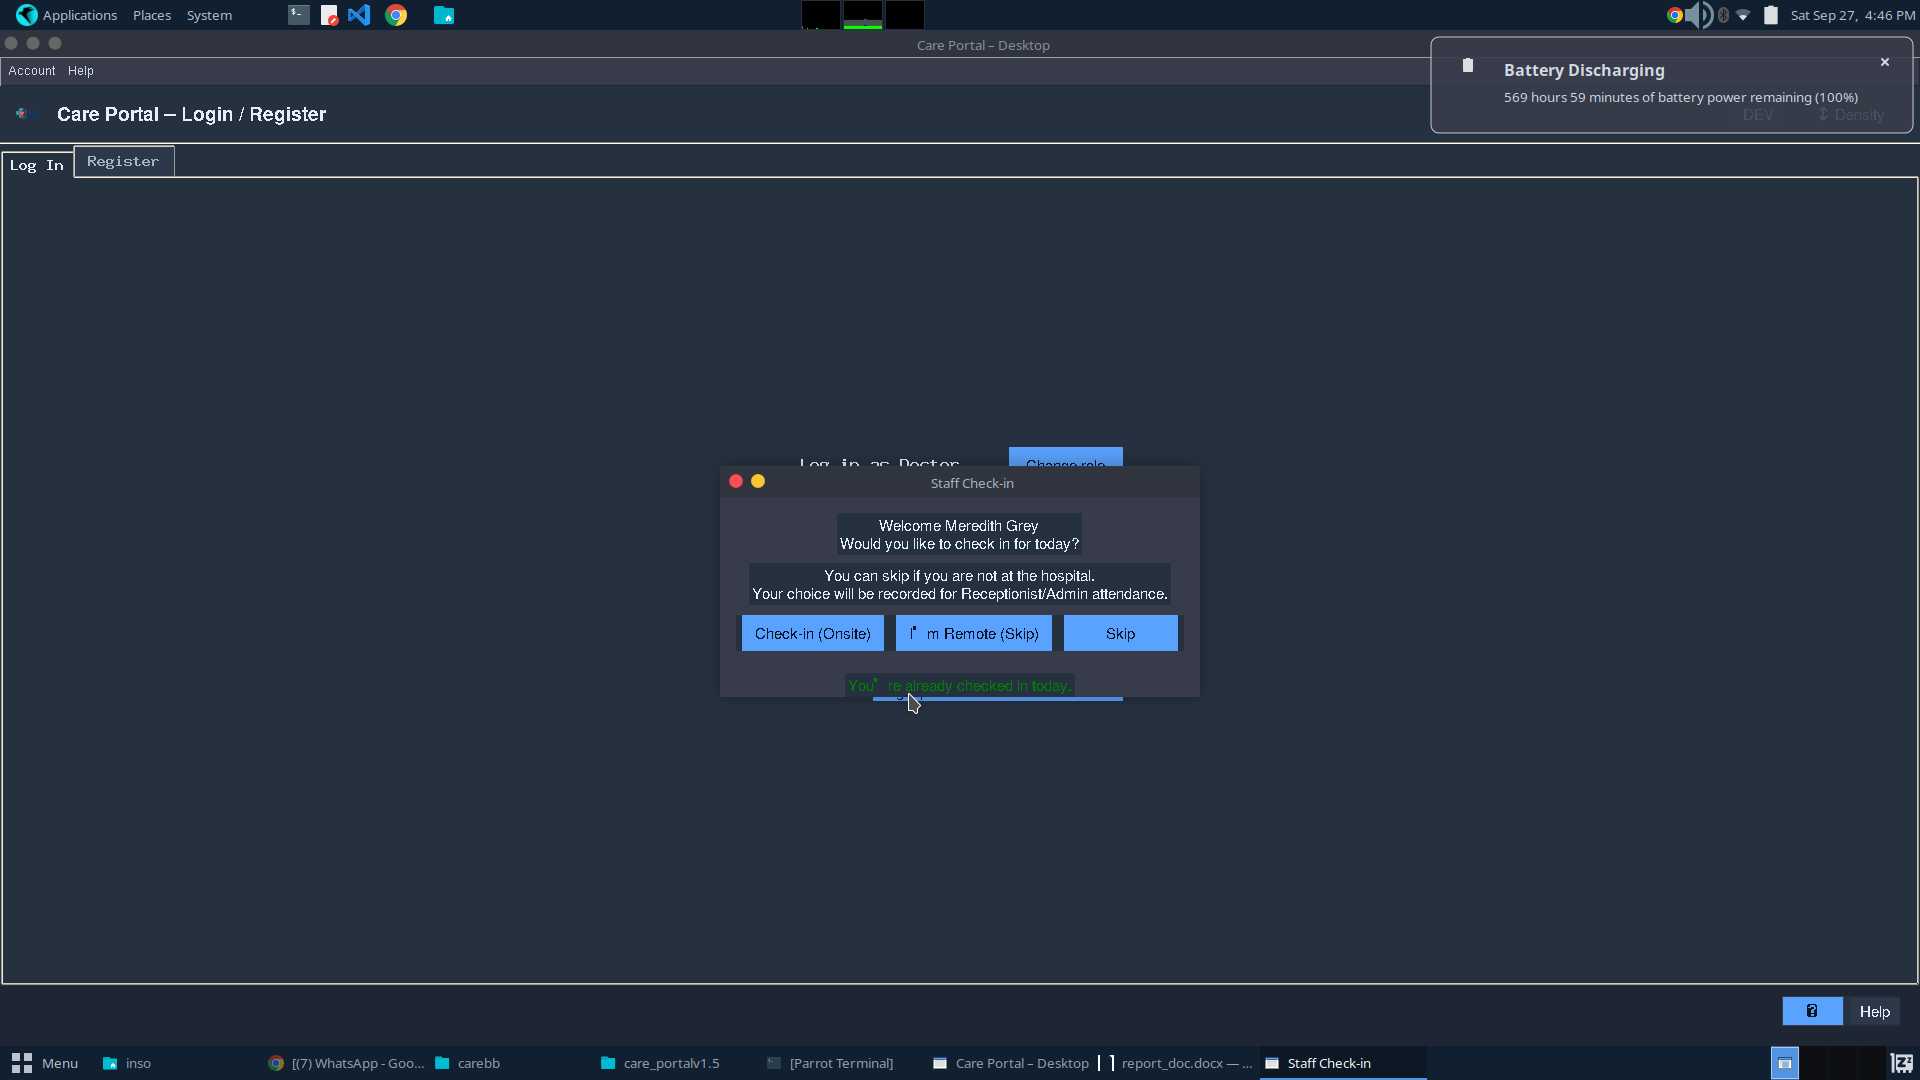 Applications Places System
Sat Sep 27, 4:46 PM
Care Portal – Desktop
Account Help
Battery Discharging
569 hours 59 minutes of battery power remaining (100%)
Care Portal – Login / Register
DEV
Density
Log In Register
Log in as Doctor Change role
Staff Check-in
Welcome Meredith Grey
Would you like to check in for today?
You can skip if you are not at the hospital.
Your choice will be recorded for Receptionist/Admin attendance.
Check-in (Onsite) I’m Remote (Skip) Skip
You’re already checked in today.
? Help
Menu inso [(7) WhatsApp - Goo... carebb care_portalv1.5 [Parrot Terminal] Care Portal – Desktop report_doc.docx — ... Staff Check-in